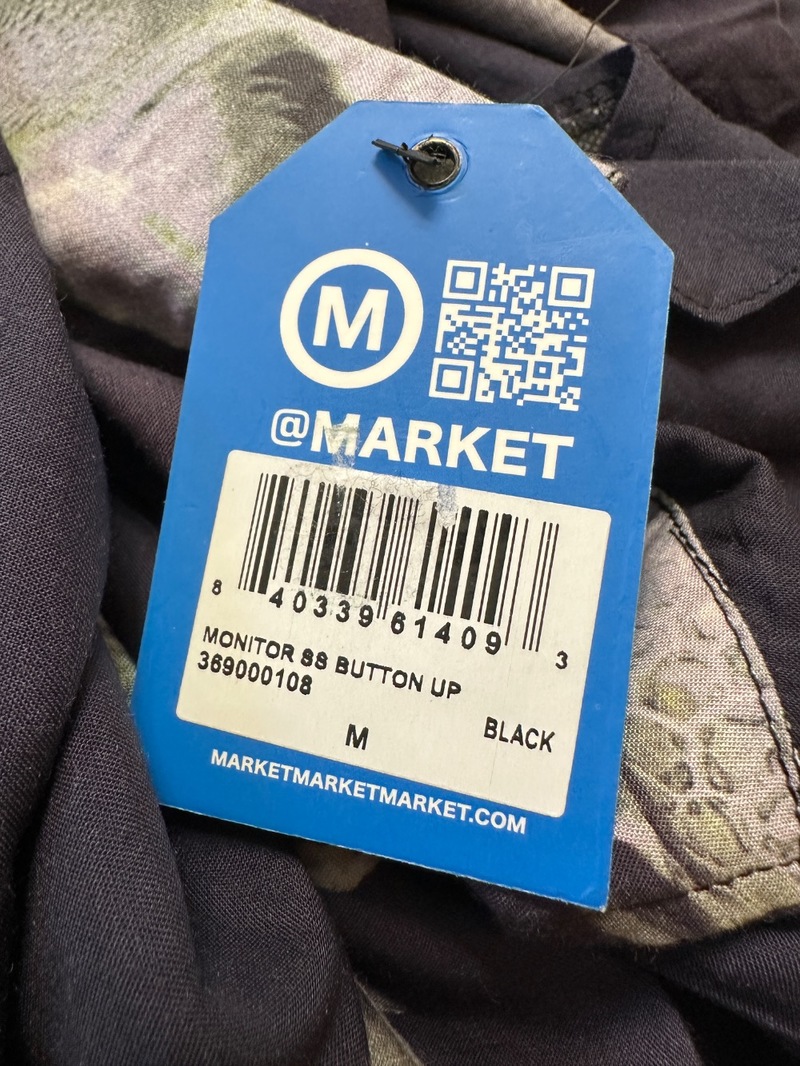 M
@MARKET
8 40339 61409 3
MONITOR SS BUTTON UP
369000108
M BLACK
MARKETMARKETMARKET.COM